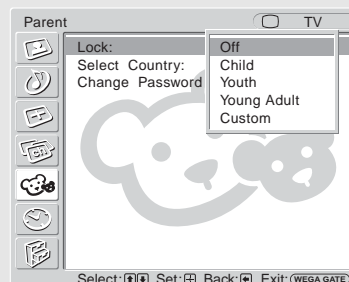 Parent TV
Lock: Off
Select Country: Child
Change Password Youth
Young Adult
Custom
Select: Set: Back: Exit: WEGA GATE